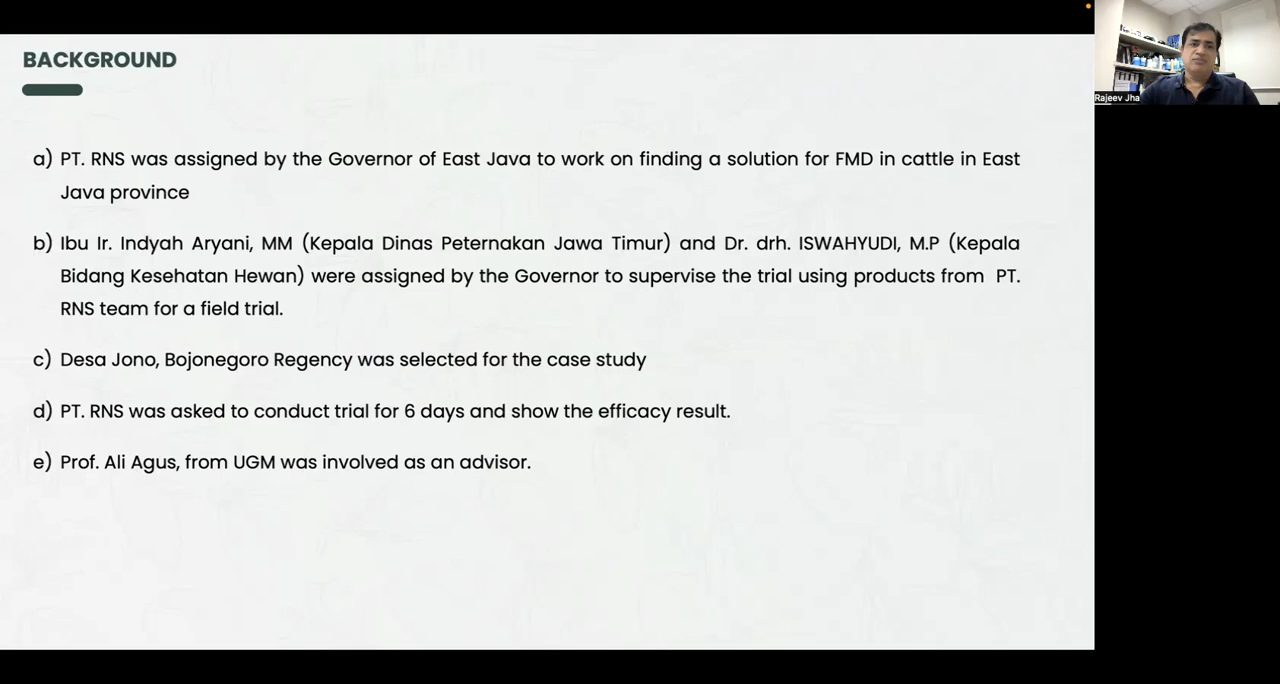 BACKGROUND
a) PT. RNS was assigned by the Governor of East Java to work on finding a solution for FMD in cattle in East
Java province
b) Ibu Ir. Indyah Aryani, MM (Kepala Dinas Peternakan Jawa Timur) and Dr. drh. ISWAHYUDI, M.P (Kepala
Bidang Kesehatan Hewan) were assigned by the Governor to supervise the trial using products from PT.
RNS team for a field trial.
c) Desa Jono, Bojonegoro Regency was selected for the case study
d) PT. RNS was asked to conduct trial for 6 days and show the efficacy result.
e) Prof. Ali Agus, from UGM was involved as an advisor.
Rajeev Jha